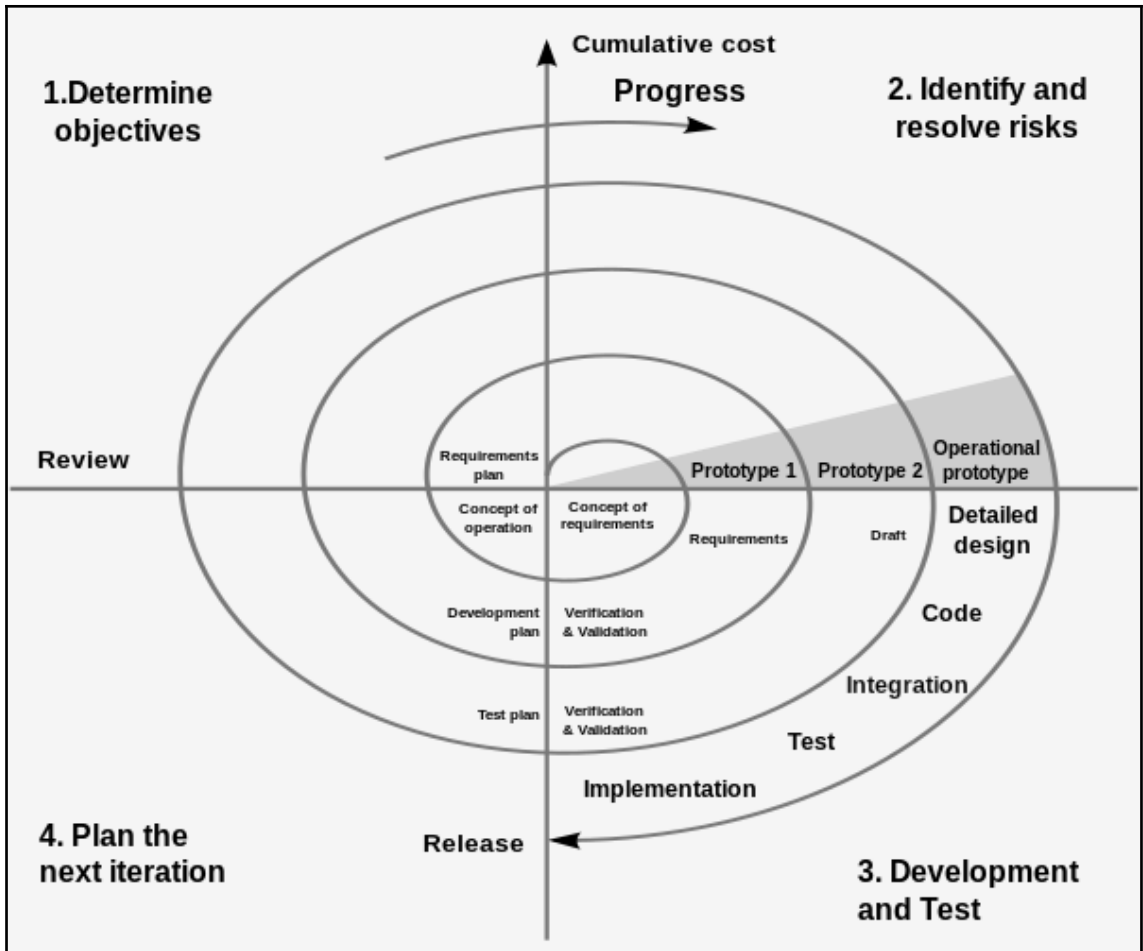 Cumulative cost
Progress
1.Determine
objectives
2. Identify and
resolve risks
Review
Requirements
plan
Prototype 1
Prototype 2
Operational
prototype
Concept of
operation
Concept of
requirements
Requirements
Draft
Detailed
design
Development
plan
Verification
& Validation
Code
Integration
Test plan
Verification
& Validation
Test
Implementation
4. Plan the
next iteration
Release
3. Development
and Test